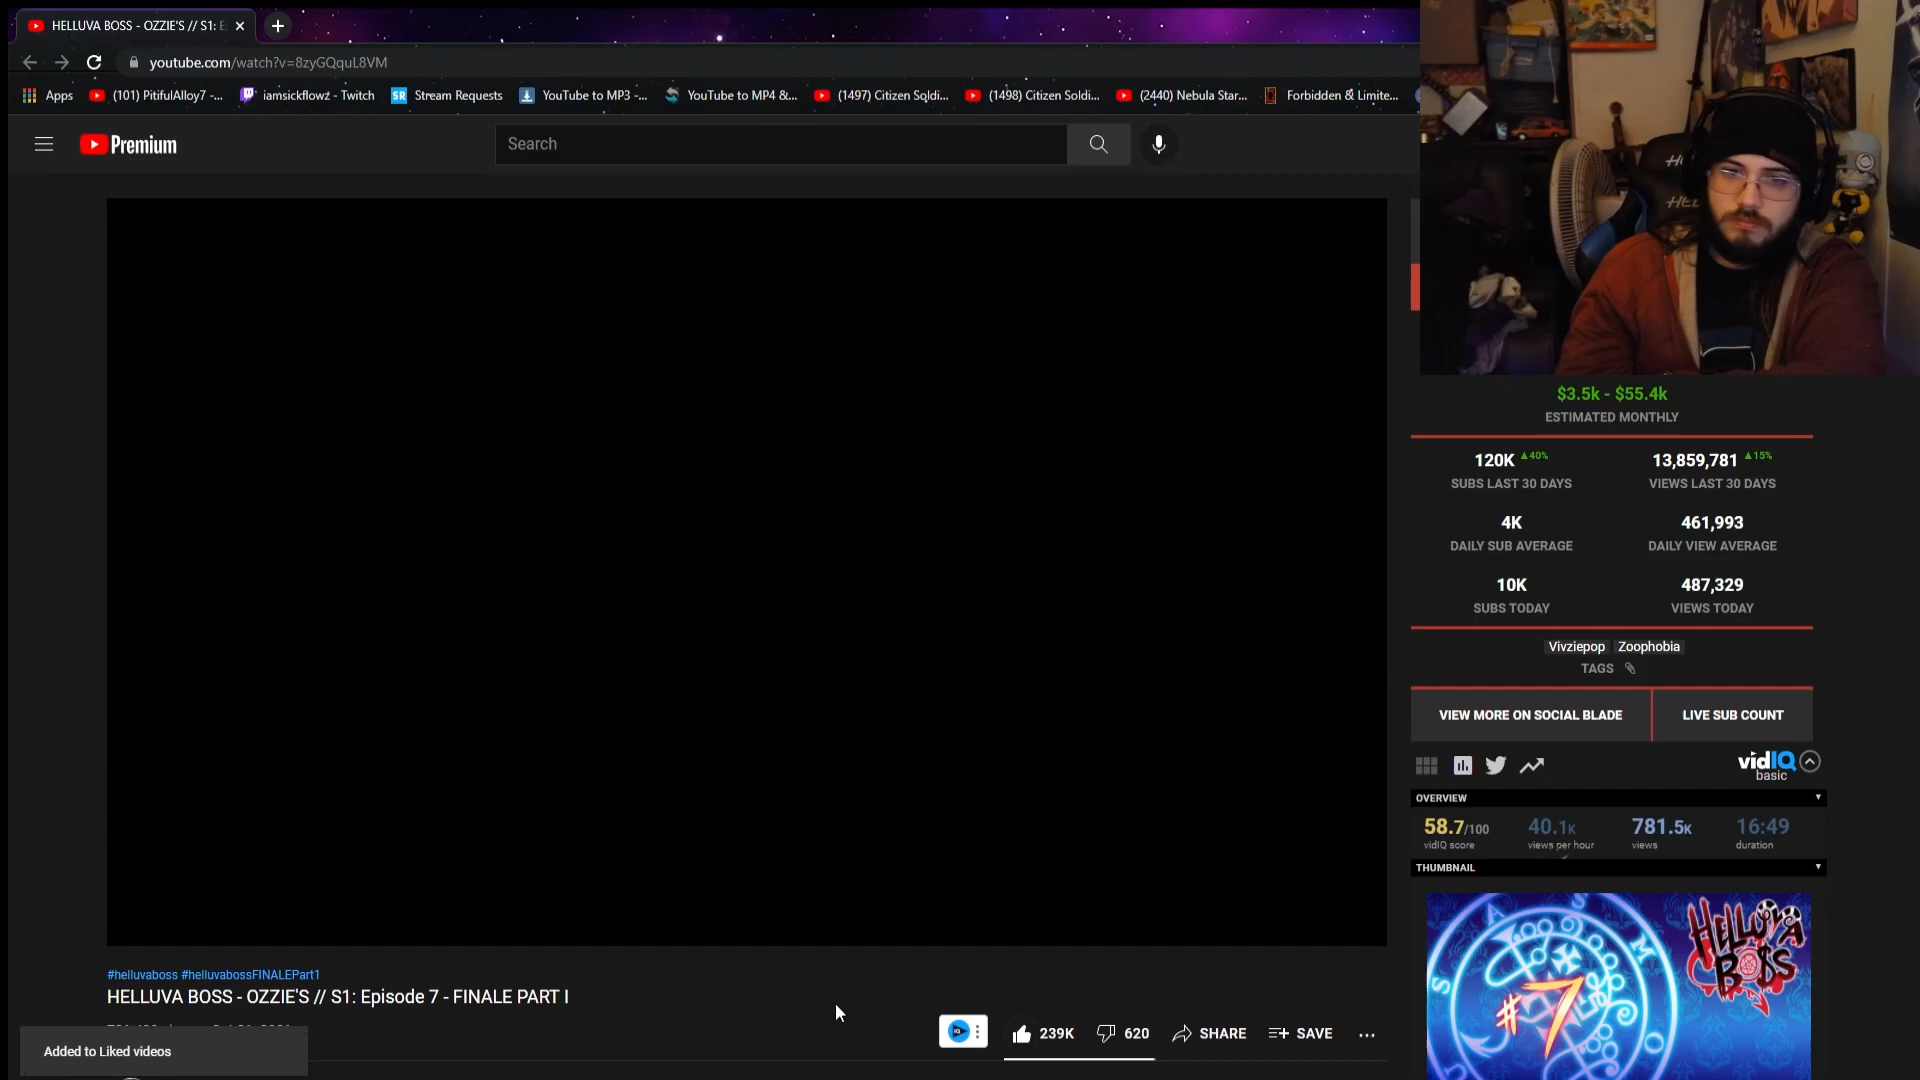 HELLUVA BOSS - OZZIE'S // S1: E
youtube.com/watch?v=8zyGQquL8VM
Apps
(101) PitifulAlloy7 -...
iamsickflowz - Twitch
SR Stream Requests
YouTube to MP3 -...
YouTube to MP4 &...
(1497) Citizen Soldi...
(1498) Citizen Soldi...
(2440) Nebula Star...
Forbidden & Limite...
Premium
Search
$3.5k - $55.4k
ESTIMATED MONTHLY
120K ▲40% 13,859,781 ▲15%
SUBS LAST 30 DAYS VIEWS LAST 30 DAYS
4K 461,993
DAILY SUB AVERAGE DAILY VIEW AVERAGE
10K 487,329
SUBS TODAY VIEWS TODAY
Vivziepop Zoophobia
TAGS
VIEW MORE ON SOCIAL BLADE LIVE SUB COUNT
vidIQ
basic
OVERVIEW
58.7/100 40.1K 781.5K 16:49
vidIQ score views per hour views duration
THUMBNAIL
HELLUVA
BOSS
#7
#helluvaboss #helluvabossFINALEPart1
HELLUVA BOSS - OZZIE'S // S1: Episode 7 - FINALE PART I
239K 620 SHARE SAVE
Added to Liked videos